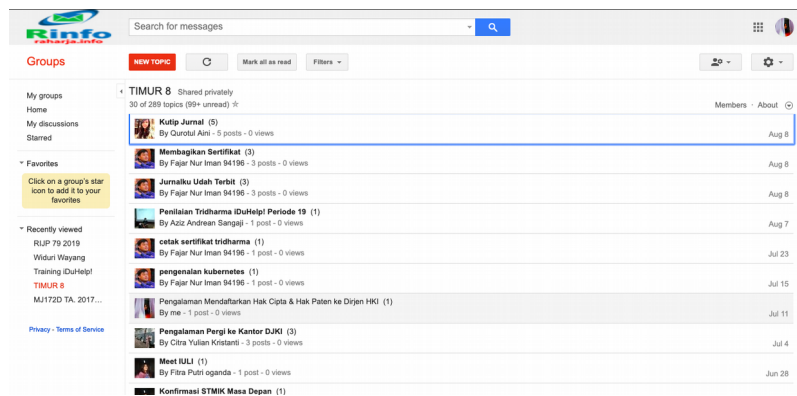 Rinfo
raharja.info
Search for messages
Groups
NEW TOPIC
Mark all as read
Filters
My groups
Home
My discussions
Starred
Favorites
Click on a group's star
icon to add it to your
favorites
Recently viewed
RIJP 79 2019
Widuri Wayang
Training iDuHelp!
TIMUR 8
MJ172D TA. 2017...
Privacy - Terms of Service
TIMUR 8 Shared privately
30 of 289 topics (99+ unread)
Members · About
Kutip Jurnal (5)
By Qurotul Aini - 5 posts - 0 views
Aug 8
Membagikan Sertifikat (3)
By Fajar Nur Iman 94196 - 3 posts - 0 views
Aug 8
Jurnalku Udah Terbit (3)
By Fajar Nur Iman 94196 - 3 posts - 0 views
Aug 8
Penilaian Tridharma iDuHelp! Periode 19 (1)
By Aziz Andrean Sangaji - 1 post - 0 views
Aug 7
cetak sertifikat tridharma (1)
By Fajar Nur Iman 94196 - 1 post - 0 views
Jul 23
pengenalan kubernetes (1)
By Fajar Nur Iman 94196 - 1 post - 0 views
Jul 15
Pengalaman Mendaftarkan Hak Cipta & Hak Paten ke Dirjen HKI (1)
By me - 1 post - 0 views
Jul 11
Pengalaman Pergi ke Kantor DJKI (3)
By Citra Yulian Kristanti - 3 posts - 0 views
Jul 4
Meet IULI (1)
By Fitra Putri oganda - 1 post - 0 views
Jun 28
Konfirmasi STMIK Masa Depan (1)